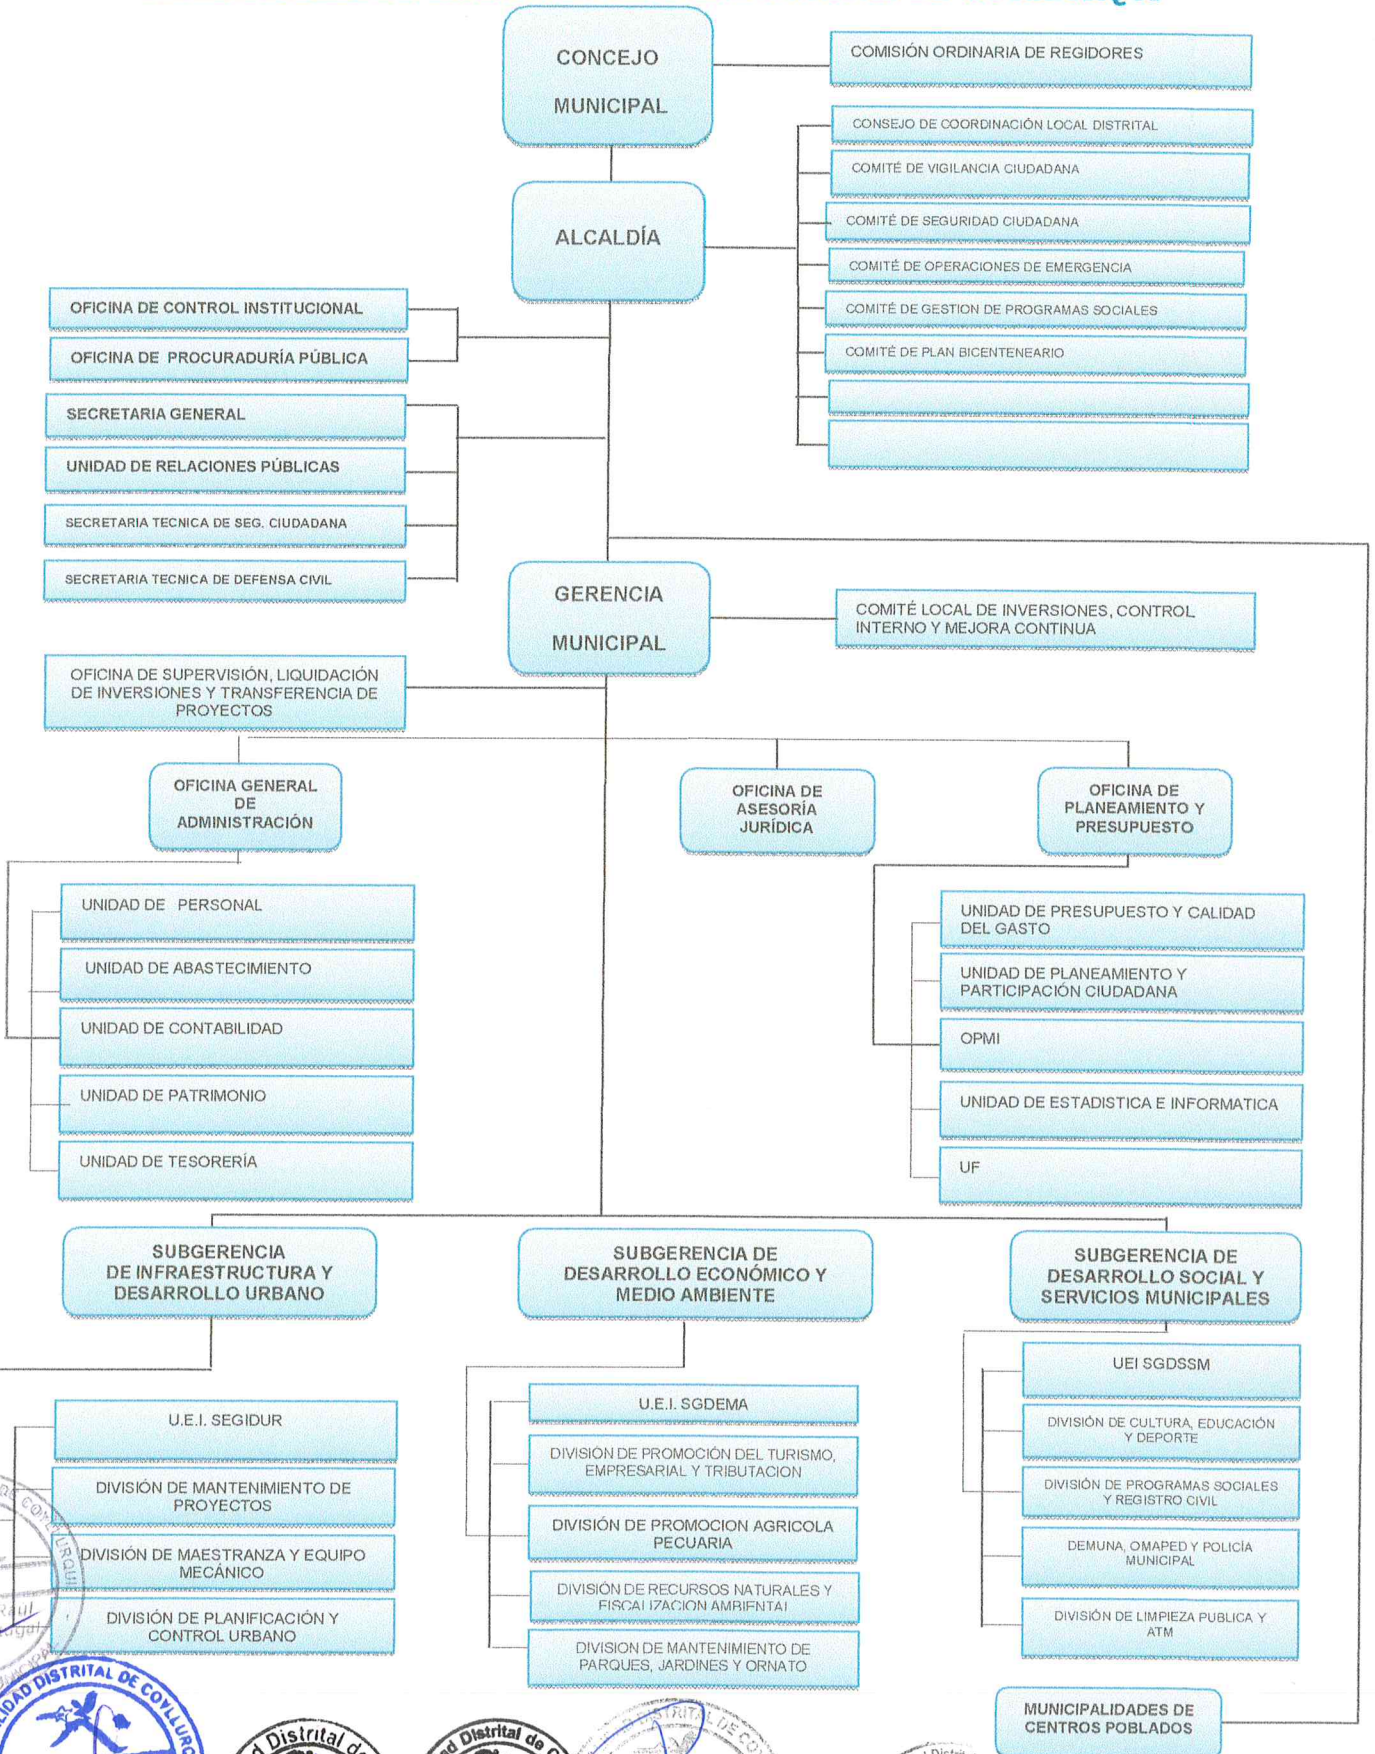 CONCEJO
MUNICIPAL
COMISIÓN ORDINARIA DE REGIDORES
ALCALDÍA
CONSEJO DE COORDINACIÓN LOCAL DISTRITAL
COMITÉ DE VIGILANCIA CIUDADANA
COMITÉ DE SEGURIDAD CIUDADANA
COMITÉ DE OPERACIONES DE EMERGENCIA
COMITÉ DE GESTION DE PROGRAMAS SOCIALES
COMITÉ DE PLAN BICENTENEARIO
OFICINA DE CONTROL INSTITUCIONAL
OFICINA DE PROCURADURÍA PÚBLICA
SECRETARIA GENERAL
UNIDAD DE RELACIONES PÚBLICAS
SECRETARIA TECNICA DE SEG. CIUDADANA
SECRETARIA TECNICA DE DEFENSA CIVIL
GERENCIA
MUNICIPAL
COMITÉ LOCAL DE INVERSIONES, CONTROL
INTERNO Y MEJORA CONTINUA
OFICINA DE SUPERVISIÓN, LIQUIDACIÓN
DE INVERSIONES Y TRANSFERENCIA DE
PROYECTOS
OFICINA GENERAL
DE
ADMINISTRACIÓN
OFICINA DE
ASESORÍA
JURÍDICA
OFICINA DE
PLANEAMIENTO Y
PRESUPUESTO
UNIDAD DE PERSONAL
UNIDAD DE ABASTECIMIENTO
UNIDAD DE CONTABILIDAD
UNIDAD DE PATRIMONIO
UNIDAD DE TESORERÍA
UNIDAD DE PRESUPUESTO Y CALIDAD
DEL GASTO
UNIDAD DE PLANEAMIENTO Y
PARTICIPACIÓN CIUDADANA
OPMI
UNIDAD DE ESTADISTICA E INFORMATICA
UF
SUBGERENCIA
DE INFRAESTRUCTURA Y
DESARROLLO URBANO
SUBGERENCIA DE
DESARROLLO ECONÓMICO Y
MEDIO AMBIENTE
SUBGERENCIA DE
DESARROLLO SOCIAL Y
SERVICIOS MUNICIPALES
U.E.I. SEGIDUR
DIVISIÓN DE MANTENIMIENTO DE
PROYECTOS
DIVISIÓN DE MAESTRANZA Y EQUIPO
MECÁNICO
DIVISIÓN DE PLANIFICACIÓN Y
CONTROL URBANO
U.E.I. SGDEMA
DIVISIÓN DE PROMOCIÓN DEL TURISMO,
EMPRESARIAL Y TRIBUTACION
DIVISIÓN DE PROMOCION AGRICOLA
PECUARIA
DIVISIÓN DE RECURSOS NATURALES Y
FISCALIZACION AMBIENTAL
DIVISION DE MANTENIMIENTO DE
PARQUES, JARDINES Y ORNATO
UEI SGDSSM
DIVISIÓN DE CULTURA, EDUCACIÓN
Y DEPORTE
DIVISIÓN DE PROGRAMAS SOCIALES
Y REGISTRO CIVIL
DEMUNA, OMAPED Y POLICÍA
MUNICIPAL
DIVISIÓN DE LIMPIEZA PUBLICA Y
ATM
MUNICIPALIDADES DE
CENTROS POBLADOS
Raul
DISTRITAL DE
Distrital de
Distrital de
DISTRITAL DE